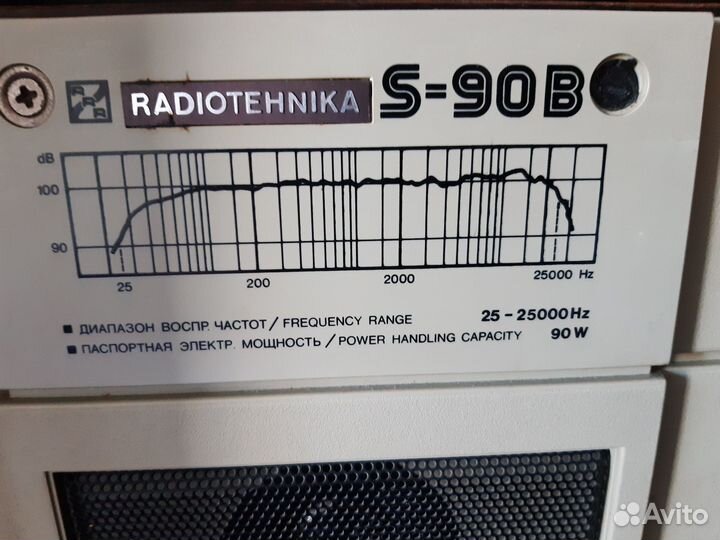 RADIOTEHNIKA S-90B
dB
100
90
25 200 2000 25000 Hz
■ ДИАПАЗОН ВОСПР. ЧАСТОТ / FREQUENCY RANGE 25 - 25000 Hz
■ ПАСПОРТНАЯ ЭЛЕКТР. МОЩНОСТЬ / POWER HANDLING CAPACITY 90 W
Avito